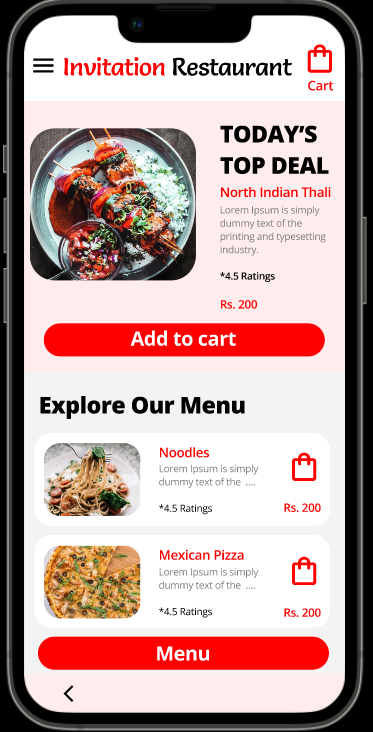 Invitation Restaurant
Cart
TODAY’S
TOP DEAL
North Indian Thali
Lorem Ipsum is simply
dummy text of the
printing and typesetting
industry.
*4.5 Ratings
Rs. 200
Add to cart
Explore Our Menu
Noodles
Lorem Ipsum is simply
dummy text of the ....
*4.5 Ratings
Rs. 200
Mexican Pizza
Lorem Ipsum is simply
dummy text of the ....
*4.5 Ratings
Rs. 200
Menu